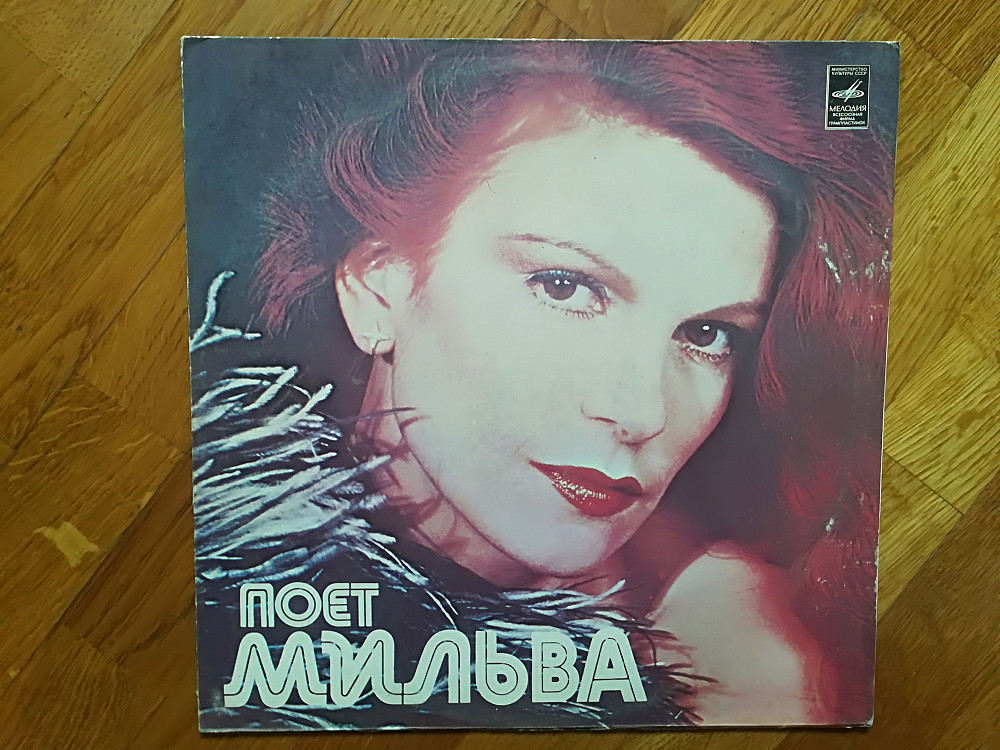 МИНИСТЕРСТВО
КУЛЬТУРЫ СССР
МЕЛОДИЯ
ВСЕСОЮЗНАЯ
ФИРМА
ГРАМПЛАСТИНОК
ПОЕТ
МИЛЬВА